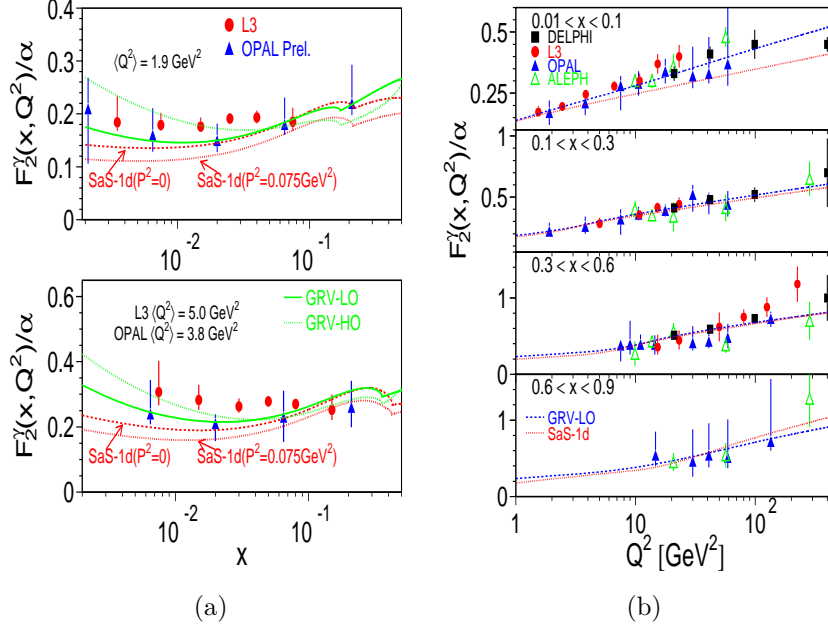 F₂^γ(x,Q²)/α
0.4
0.3
0.2
0.1
0
⟨Q²⟩ = 1.9 GeV²
L3
OPAL Prel.
SaS-1d(P²=0)
SaS-1d(P²=0.075GeV²)
10⁻²
10⁻¹
F₂^γ(x,Q²)/α
0.6
0.4
0.2
0
L3 ⟨Q²⟩ = 5.0 GeV²
OPAL ⟨Q²⟩ = 3.8 GeV²
GRV-LO
GRV-HO
SaS-1d(P²=0)
SaS-1d(P²=0.075GeV²)
10⁻²
10⁻¹
x
(a)
F₂^γ(x,Q²)/α
0.5
0.25
0.01 < x < 0.1
DELPHI
L3
OPAL
ALEPH
0.5
0.1 < x < 0.3
1
0
0.3 < x < 0.6
1
0
0.6 < x < 0.9
GRV-LO
SaS-1d
1
10
10²
Q² [GeV²]
(b)